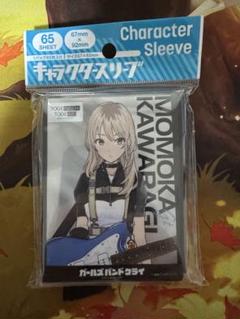 65
SHEET
67mm
×
92mm
Character
Sleeve
キャラクタースリーブ
MOMOKA
KAWARAGI
ガールズバンドクライ